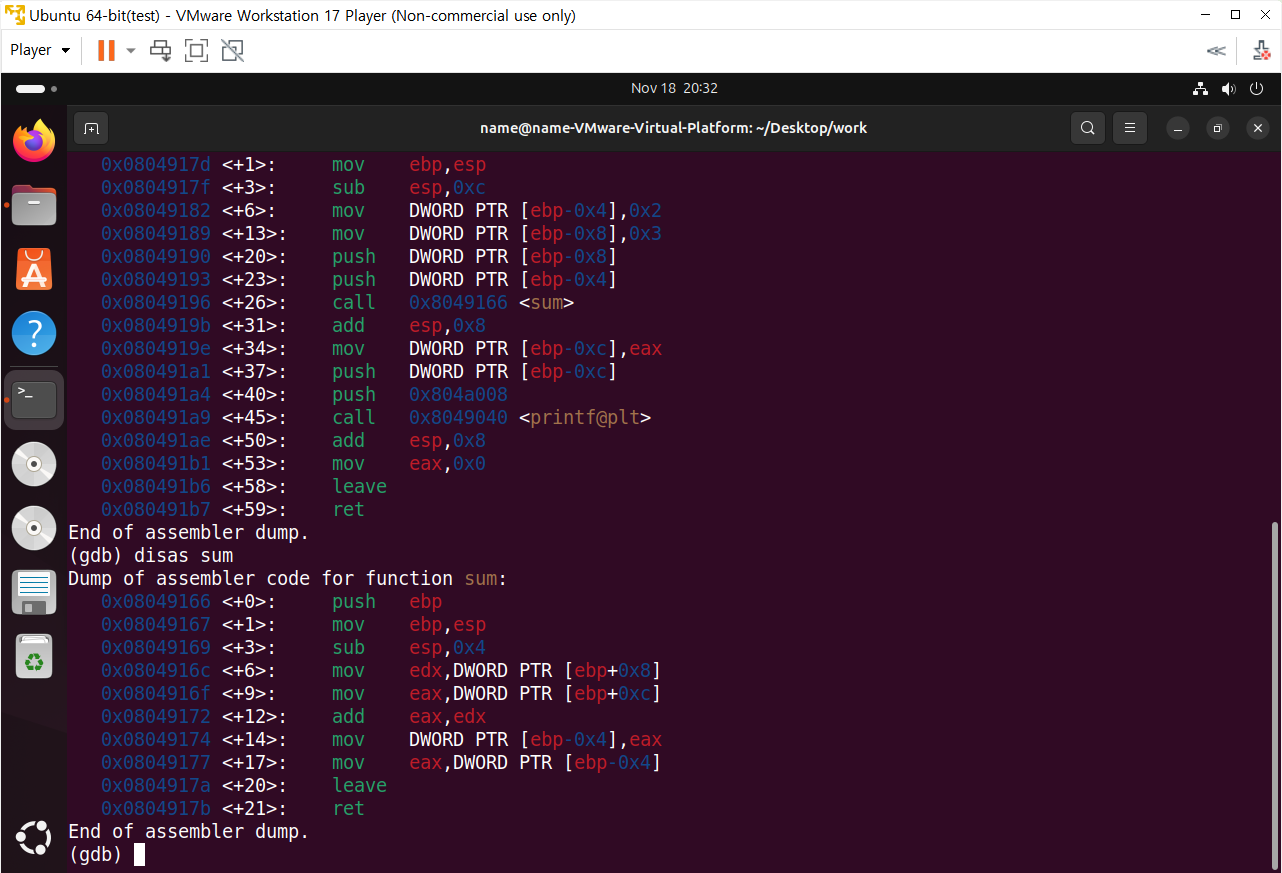 Ubuntu 64-bit(test) - VMware Workstation 17 Player (Non-commercial use only)
Player
Nov 18 20:32
name@name-VMware-Virtual-Platform: ~/Desktop/work
0x0804917d <+1>: mov ebp,esp
0x0804917f <+3>: sub esp,0xc
0x08049182 <+6>: mov DWORD PTR [ebp-0x4],0x2
0x08049189 <+13>: mov DWORD PTR [ebp-0x8],0x3
0x08049190 <+20>: push DWORD PTR [ebp-0x8]
0x08049193 <+23>: push DWORD PTR [ebp-0x4]
0x08049196 <+26>: call 0x8049166 <sum>
0x0804919b <+31>: add esp,0x8
0x0804919e <+34>: mov DWORD PTR [ebp-0xc],eax
0x080491a1 <+37>: push DWORD PTR [ebp-0xc]
0x080491a4 <+40>: push 0x804a008
0x080491a9 <+45>: call 0x8049040 <printf@plt>
0x080491ae <+50>: add esp,0x8
0x080491b1 <+53>: mov eax,0x0
0x080491b6 <+58>: leave
0x080491b7 <+59>: ret
End of assembler dump.
(gdb) disas sum
Dump of assembler code for function sum:
0x08049166 <+0>: push ebp
0x08049167 <+1>: mov ebp,esp
0x08049169 <+3>: sub esp,0x4
0x0804916c <+6>: mov edx,DWORD PTR [ebp+0x8]
0x0804916f <+9>: mov eax,DWORD PTR [ebp+0xc]
0x08049172 <+12>: add eax,edx
0x08049174 <+14>: mov DWORD PTR [ebp-0x4],eax
0x08049177 <+17>: mov eax,DWORD PTR [ebp-0x4]
0x0804917a <+20>: leave
0x0804917b <+21>: ret
End of assembler dump.
(gdb)